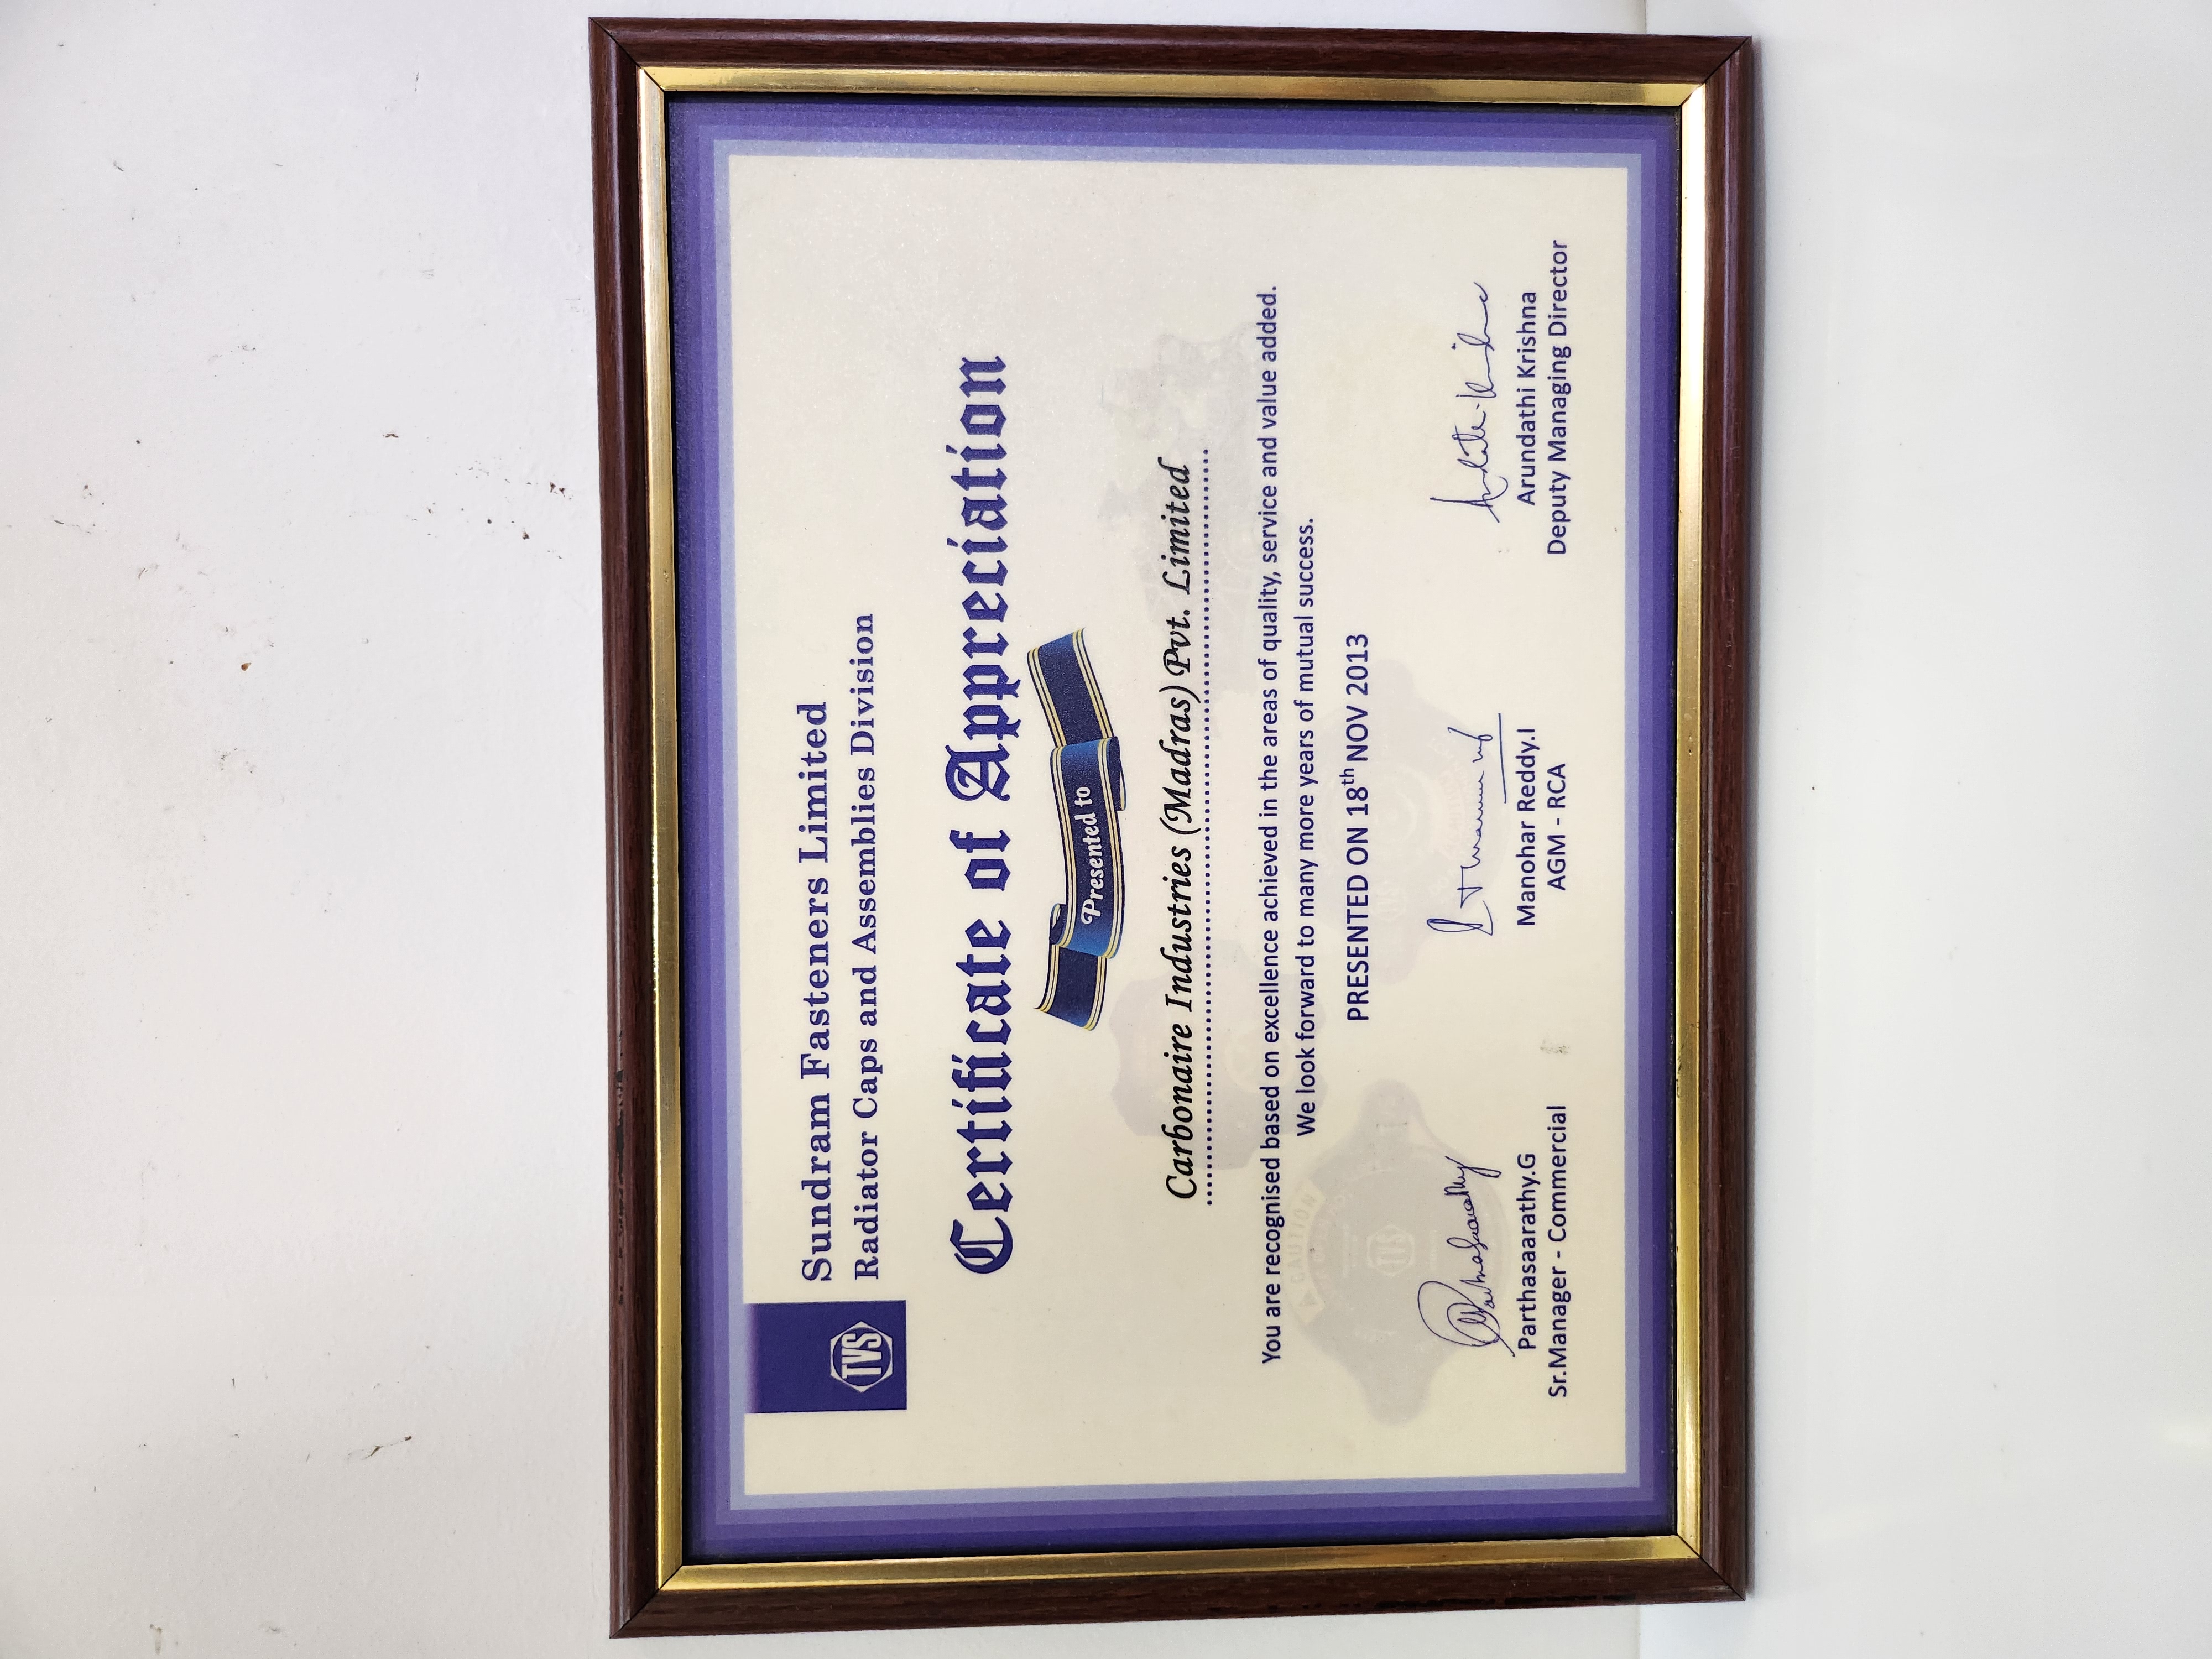 TVS
Sundram Fasteners Limited
Radiator Caps and Assemblies Division
Certificate of Appreciation
Presented to
Carbonaire Industries (Madras) Pvt. Limited
You are recognised based on excellence achieved in the areas of quality, service and value added.
We look forward to many more years of mutual success.
PRESENTED ON 18th NOV 2013
CAUTION
TVS
Parthasaarathy.G
Sr.Manager - Commercial
Manohar Reddy.I
AGM - RCA
Arundathi Krishna
Deputy Managing Director